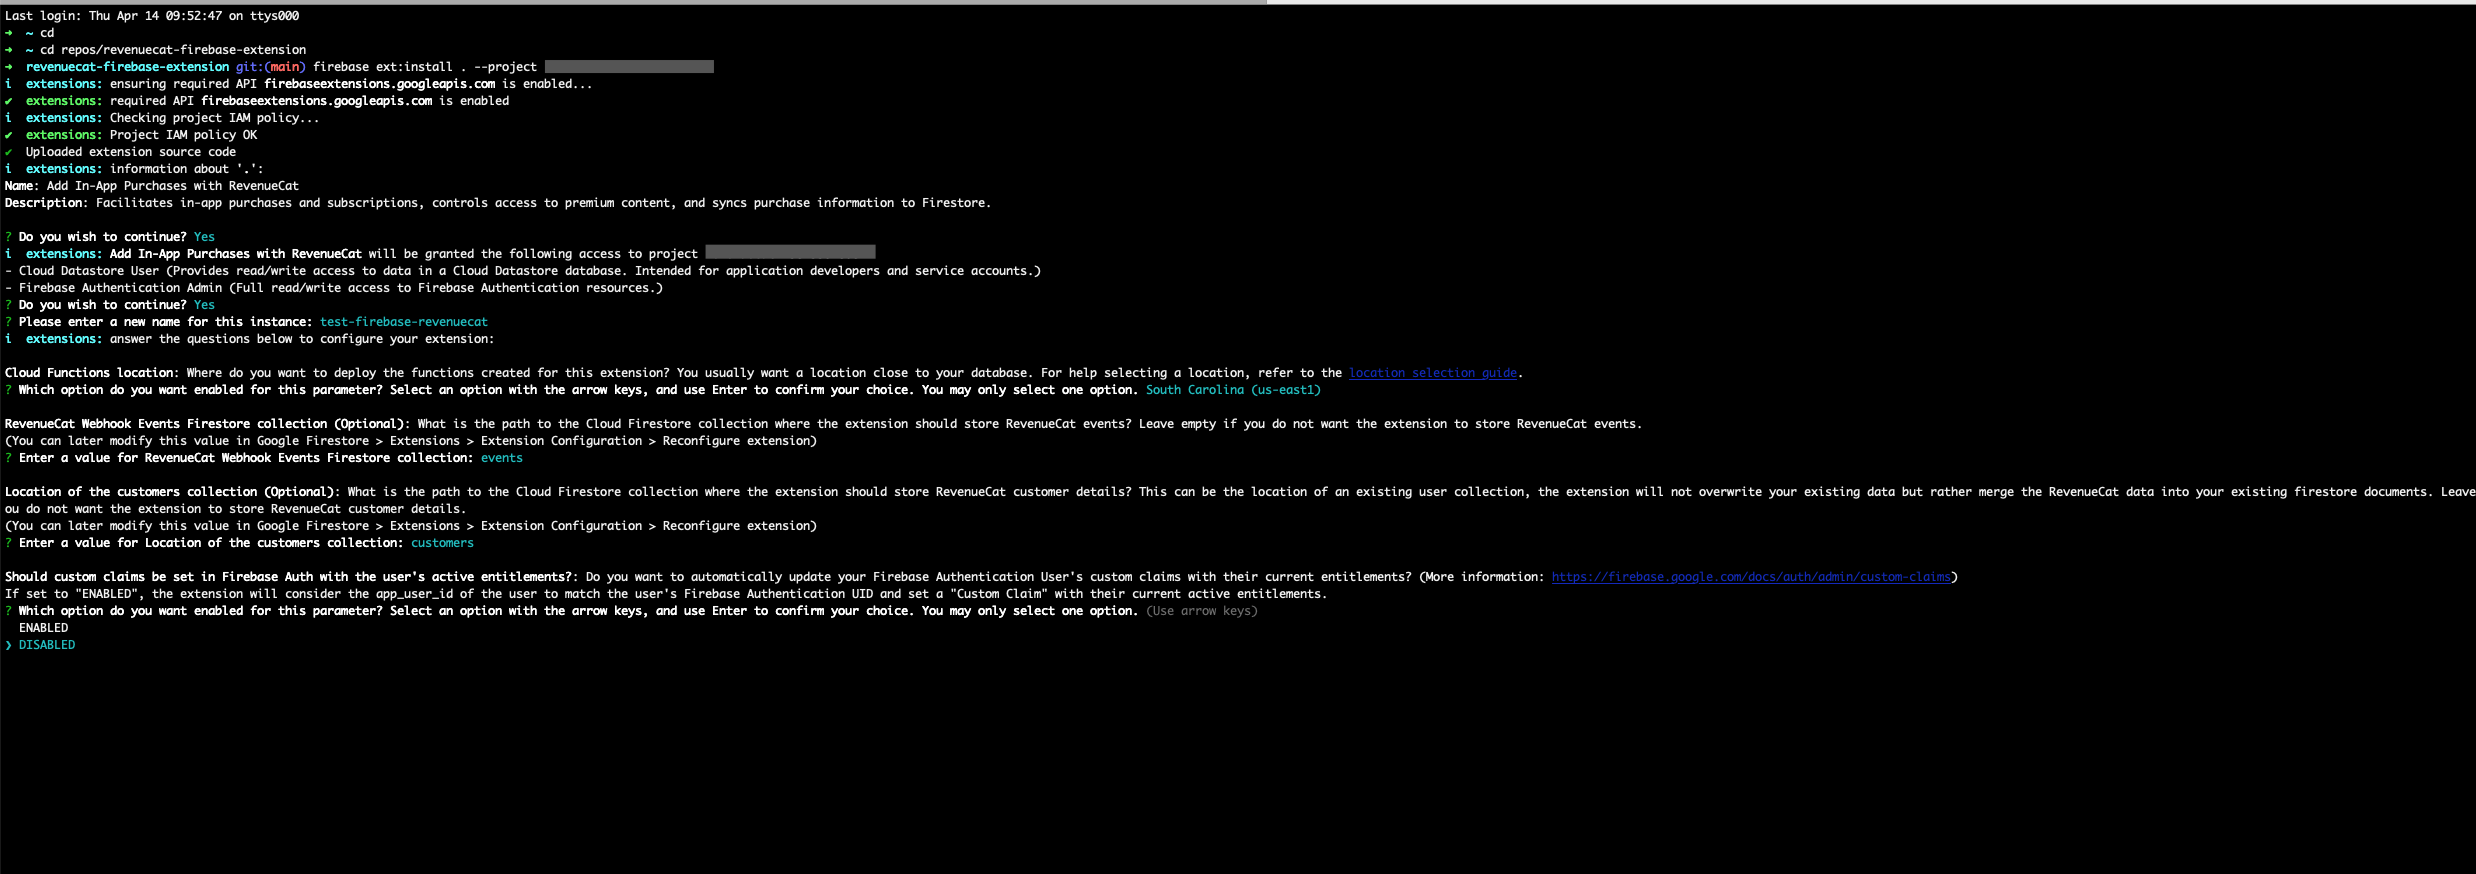 Last login: Thu Apr 14 09:52:47 on ttys000
➜  ~ cd
➜  ~ cd repos/revenuecat-firebase-extension
➜  revenuecat-firebase-extension git:(main) firebase ext:install . --project
i  extensions: ensuring required API firebaseextensions.googleapis.com is enabled...
✔  extensions: required API firebaseextensions.googleapis.com is enabled
i  extensions: Checking project IAM policy...
✔  extensions: Project IAM policy OK
✔  Uploaded extension source code
i  extensions: information about '.':
Name: Add In-App Purchases with RevenueCat
Description: Facilitates in-app purchases and subscriptions, controls access to premium content, and syncs purchase information to Firestore.
? Do you wish to continue? Yes
i  extensions: Add In-App Purchases with RevenueCat will be granted the following access to project
- Cloud Datastore User (Provides read/write access to data in a Cloud Datastore database. Intended for application developers and service accounts.)
- Firebase Authentication Admin (Full read/write access to Firebase Authentication resources.)
? Do you wish to continue? Yes
? Please enter a new name for this instance: test-firebase-revenuecat
i  extensions: answer the questions below to configure your extension:
Cloud Functions location: Where do you want to deploy the functions created for this extension? You usually want a location close to your database. For help selecting a location, refer to the location selection guide.
? Which option do you want enabled for this parameter? Select an option with the arrow keys, and use Enter to confirm your choice. You may only select one option. South Carolina (us-east1)
RevenueCat Webhook Events Firestore collection (Optional): What is the path to the Cloud Firestore collection where the extension should store RevenueCat events? Leave empty if you do not want the extension to store RevenueCat events.
(You can later modify this value in Google Firestore > Extensions > Extension Configuration > Reconfigure extension)
? Enter a value for RevenueCat Webhook Events Firestore collection: events
Location of the customers collection (Optional): What is the path to the Cloud Firestore collection where the extension should store RevenueCat customer details? This can be the location of an existing user collection, the extension will not overwrite your existing data but rather merge the RevenueCat data into your existing firestore documents. Leave
ou do not want the extension to store RevenueCat customer details.
(You can later modify this value in Google Firestore > Extensions > Extension Configuration > Reconfigure extension)
? Enter a value for Location of the customers collection: customers
Should custom claims be set in Firebase Auth with the user's active entitlements?: Do you want to automatically update your Firebase Authentication User's custom claims with their current entitlements? (More information: https://firebase.google.com/docs/auth/admin/custom-claims)
If set to "ENABLED", the extension will consider the app_user_id of the user to match the user's Firebase Authentication UID and set a "Custom Claim" with their current active entitlements.
? Which option do you want enabled for this parameter? Select an option with the arrow keys, and use Enter to confirm your choice. You may only select one option. (Use arrow keys)
ENABLED
❯ DISABLED